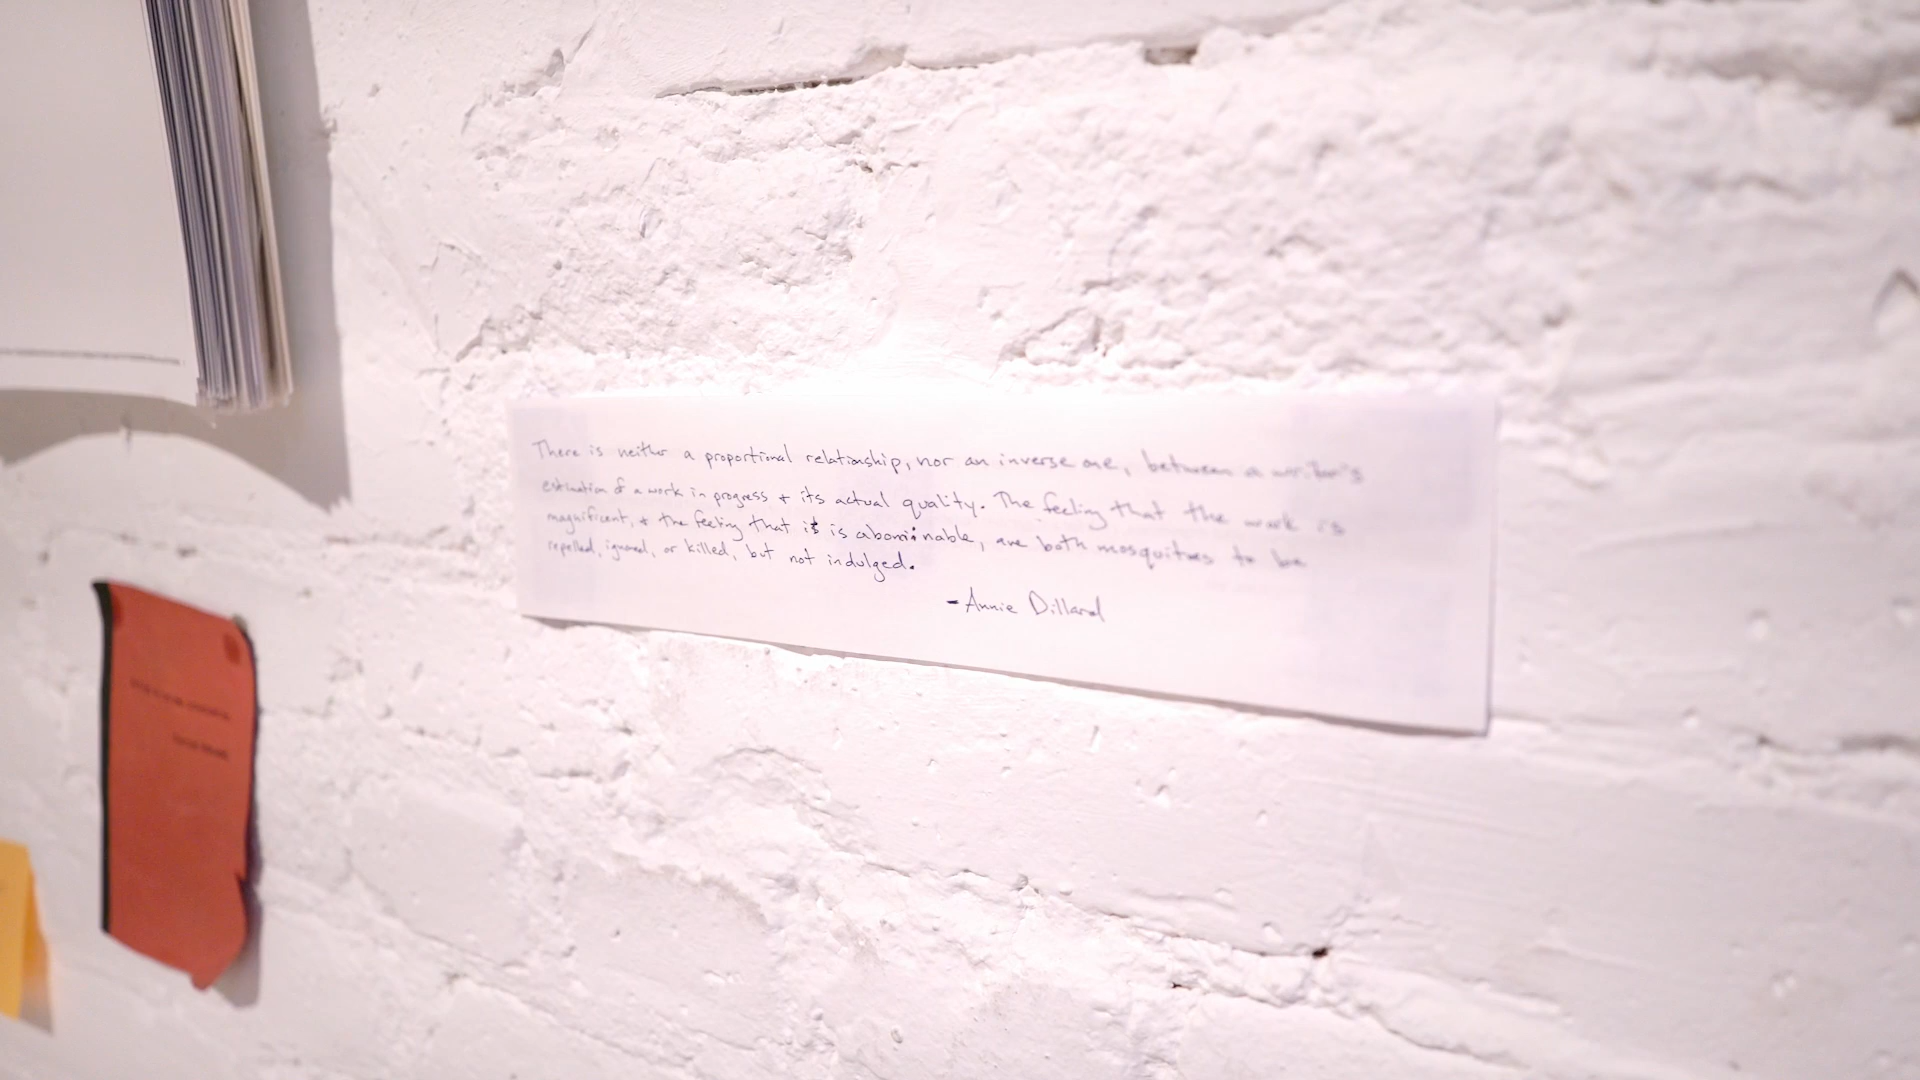 There is neither a proportional relationship, nor an inverse one, between a writer's
estimation of a work in progress + its actual quality. The feeling that the work is
magnificent, + the feeling that it is abominable, are both mosquitoes to be
repelled, ignored, or killed, but not indulged.
- Annie Dillard